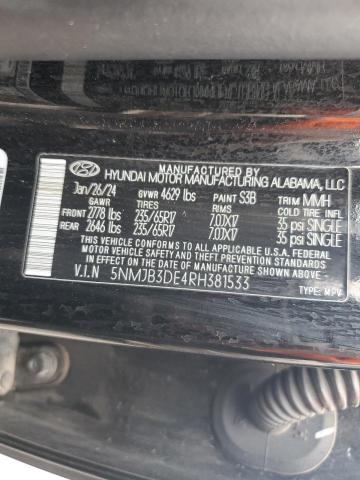 MANUFACTURED BY
HYUNDAI MOTOR MANUFACTURING ALABAMA, LLC
Jan/26/24 GVWR 4629 lbs PAINT S3B TRIM MMH
GAWR TIRES RIMS COLD TIRE INF.
FRONT 2778 lbs 235/65R17 7.0JX17 35 psi SINGLE
REAR 2646 lbs 235/65R17 7.0JX17 35 psi SINGLE
THIS VEHICLE CONFORMS TO ALL APPLICABLE U.S.A. FEDERAL
MOTOR VEHICLE SAFETY AND THEFT PREVENTION STANDARDS
IN EFFECT ON THE DATE OF MANUFACTURE SHOWN ABOVE.
V.I.N 5NMJB3DE4RH381533
TYPE: MPV